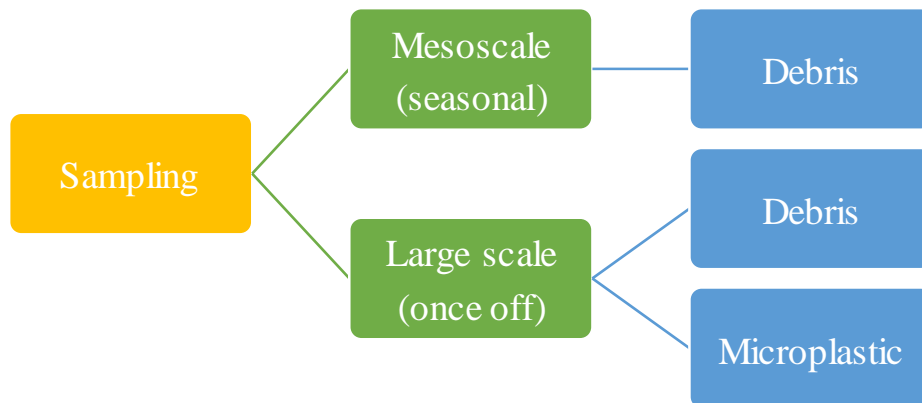 Sampling
Mesoscale
(seasonal)
Debris
Large scale
(once off)
Debris
Microplastic